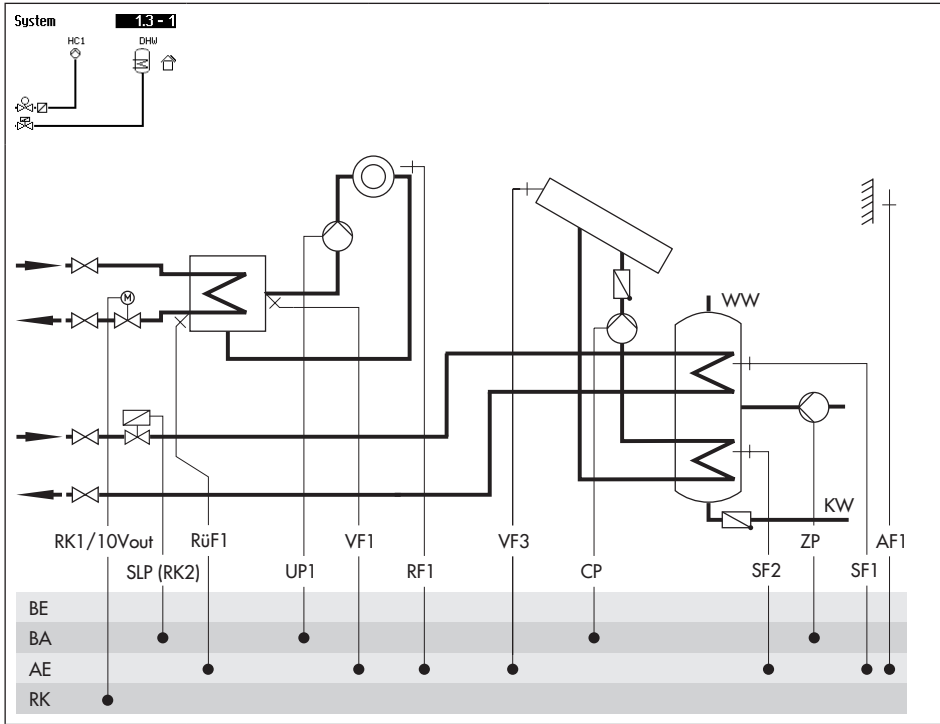 System 1.3 - 1
HC1 DHW
M
WW
KW
RK1/10Vout RüF1 VF1 VF3 ZP AF1
SLP (RK2) UP1 RF1 CP SF2 SF1
BE
BA
AE
RK